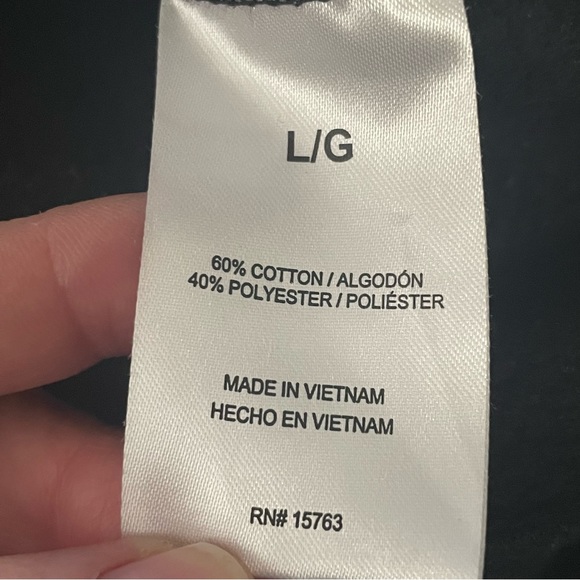 L/G
60% COTTON / ALGODÓN
40% POLYESTER / POLIÉSTER
MADE IN VIETNAM
HECHO EN VIETNAM
RN# 15763